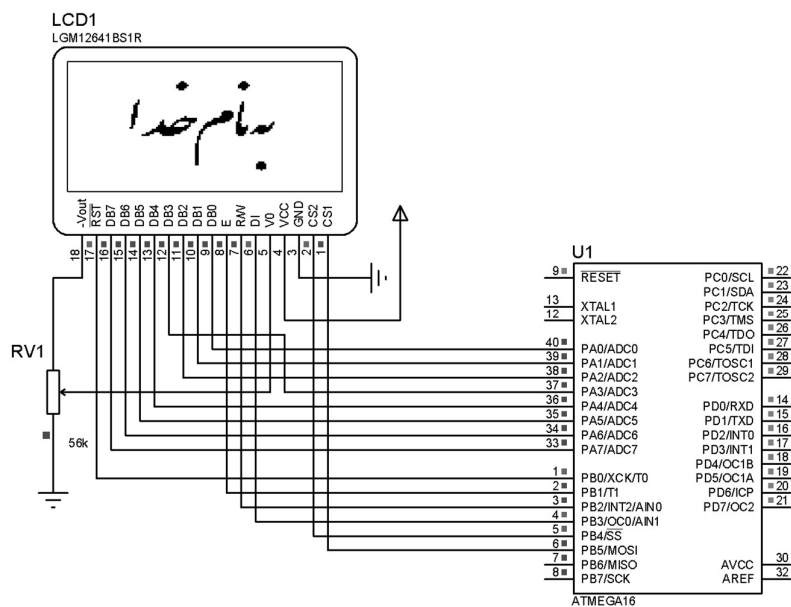 LCD1
LGM12641BS1R
بنام خدا
-Vout RST DB7 DB6 DB5 DB4 DB3 DB2 DB1 DB0 E R/W DI V0 VCC GND CS2 CS1
18 17 16 15 14 13 12 11 10 9 8 7 6 5 4 3 2 1
RV1
56k
U1
9 RESET PC0/SCL 22
PC1/SDA 23
13 XTAL1 PC2/TCK 24
12 XTAL2 PC3/TMS 25
PC4/TDO 26
40 PA0/ADC0 PC5/TDI 27
39 PA1/ADC1 PC6/TOSC1 28
38 PA2/ADC2 PC7/TOSC2 29
37 PA3/ADC3
36 PA4/ADC4 PD0/RXD 14
35 PA5/ADC5 PD1/TXD 15
34 PA6/ADC6 PD2/INT0 16
33 PA7/ADC7 PD3/INT1 17
PD4/OC1B 18
1 PB0/XCK/T0 PD5/OC1A 19
2 PB1/T1 PD6/ICP 20
3 PB2/INT2/AIN0 PD7/OC2 21
4 PB3/OC0/AIN1
5 PB4/SS
6 PB5/MOSI
7 PB6/MISO AVCC 30
8 PB7/SCK AREF 32
ATMEGA16